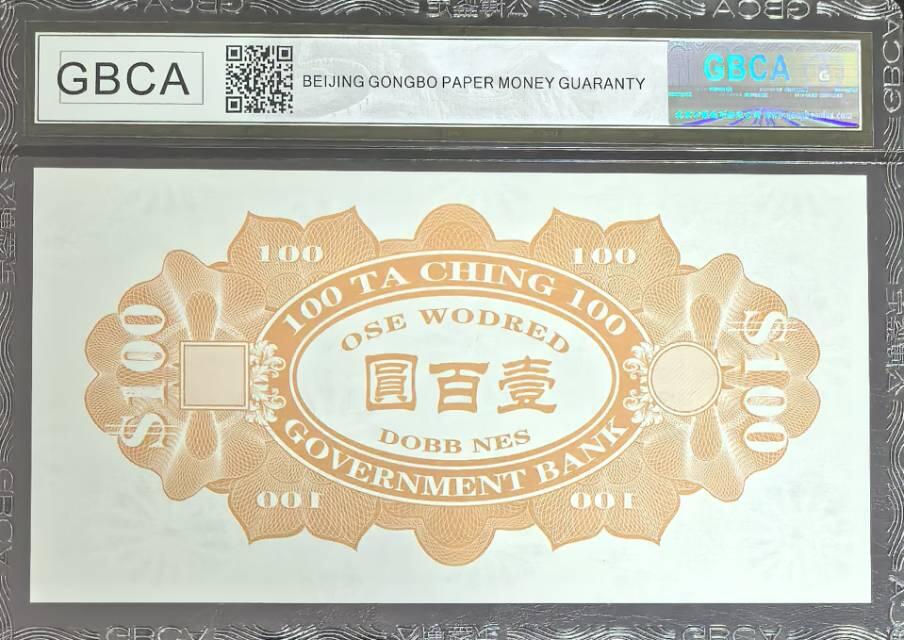 GBCA
BEIJING GONGBO PAPER MONEY GUARANTY
GBCA
G
100
100
100 TA CHING 100
OSE WODRED
圓百壹
DOBB NES
GOVERNMENT BANK
$100
$100
100
100